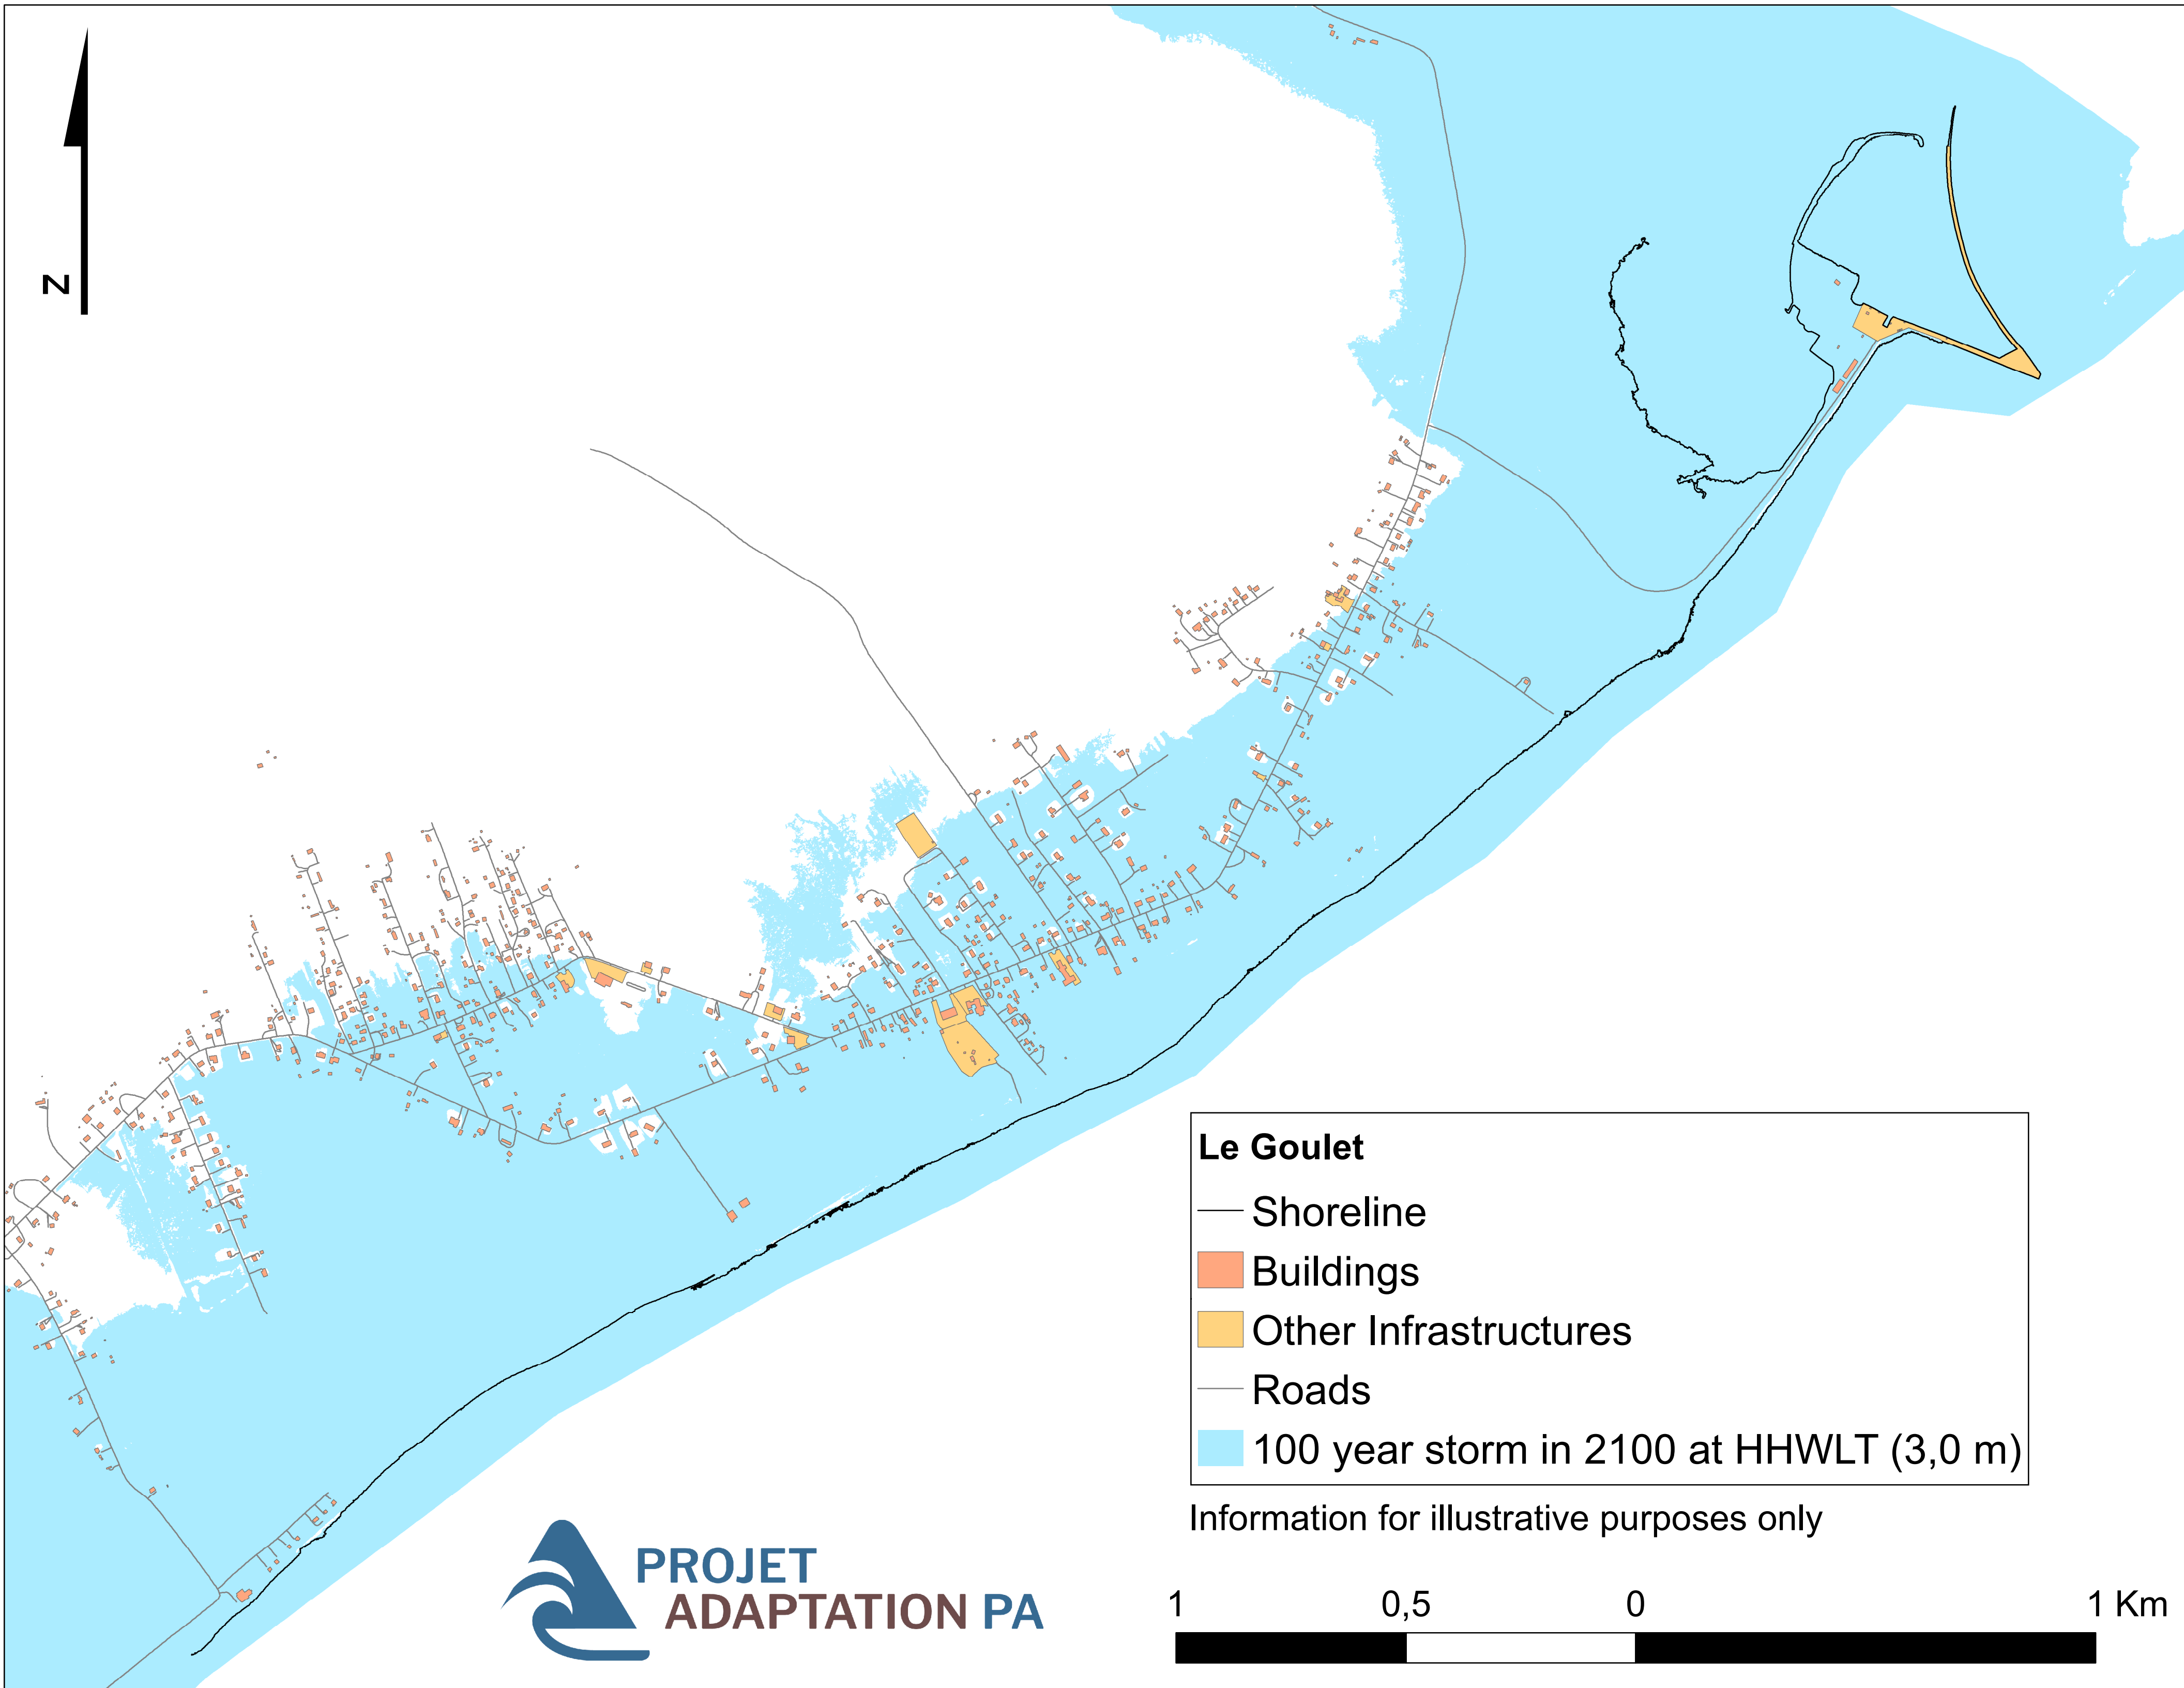 N
Le Goulet
Shoreline
Buildings
Other Infrastructures
Roads
100 year storm in 2100 at HHWLT (3,0 m)
Information for illustrative purposes only
PROJET
ADAPTATION PA
1 0,5 0 1 Km